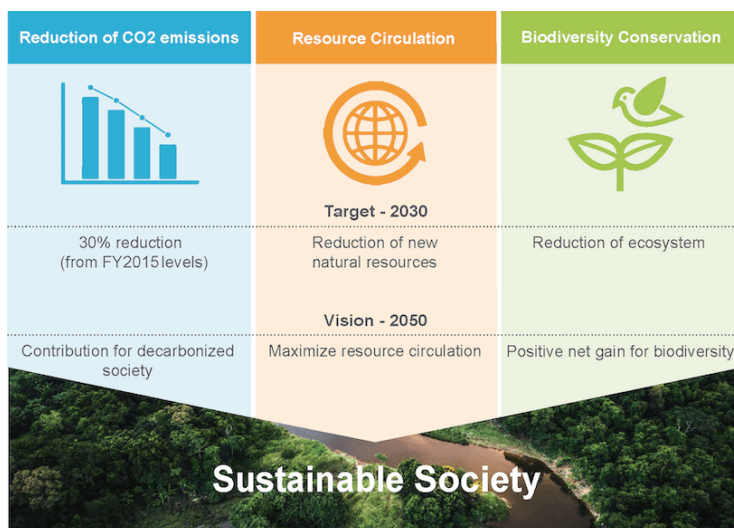 Reduction of CO2 emissions
Resource Circulation
Biodiversity Conservation
Target - 2030
30% reduction
(from FY2015 levels)
Reduction of new
natural resources
Reduction of ecosystem
Vision - 2050
Contribution for decarbonized
society
Maximize resource circulation
Positive net gain for biodiversity
Sustainable Society